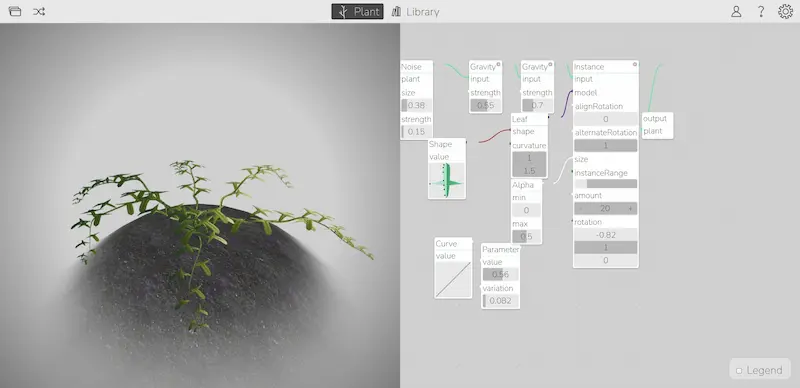 Plant
Library
?
Noise
plant
size
0.38
strength
0.15
Gravity
input
strength
0.55
Gravity
input
strength
0.7
Instance
input
model
alignRotation
0
alternateRotation
1
size
instanceRange
amount
20
rotation
-0.82
1
0
output
plant
Leaf
shape
curvature
1
1.5
Shape
value
Alpha
min
0
max
0.5
Curve
value
Parameter
value
0.56
variation
0.082
Legend